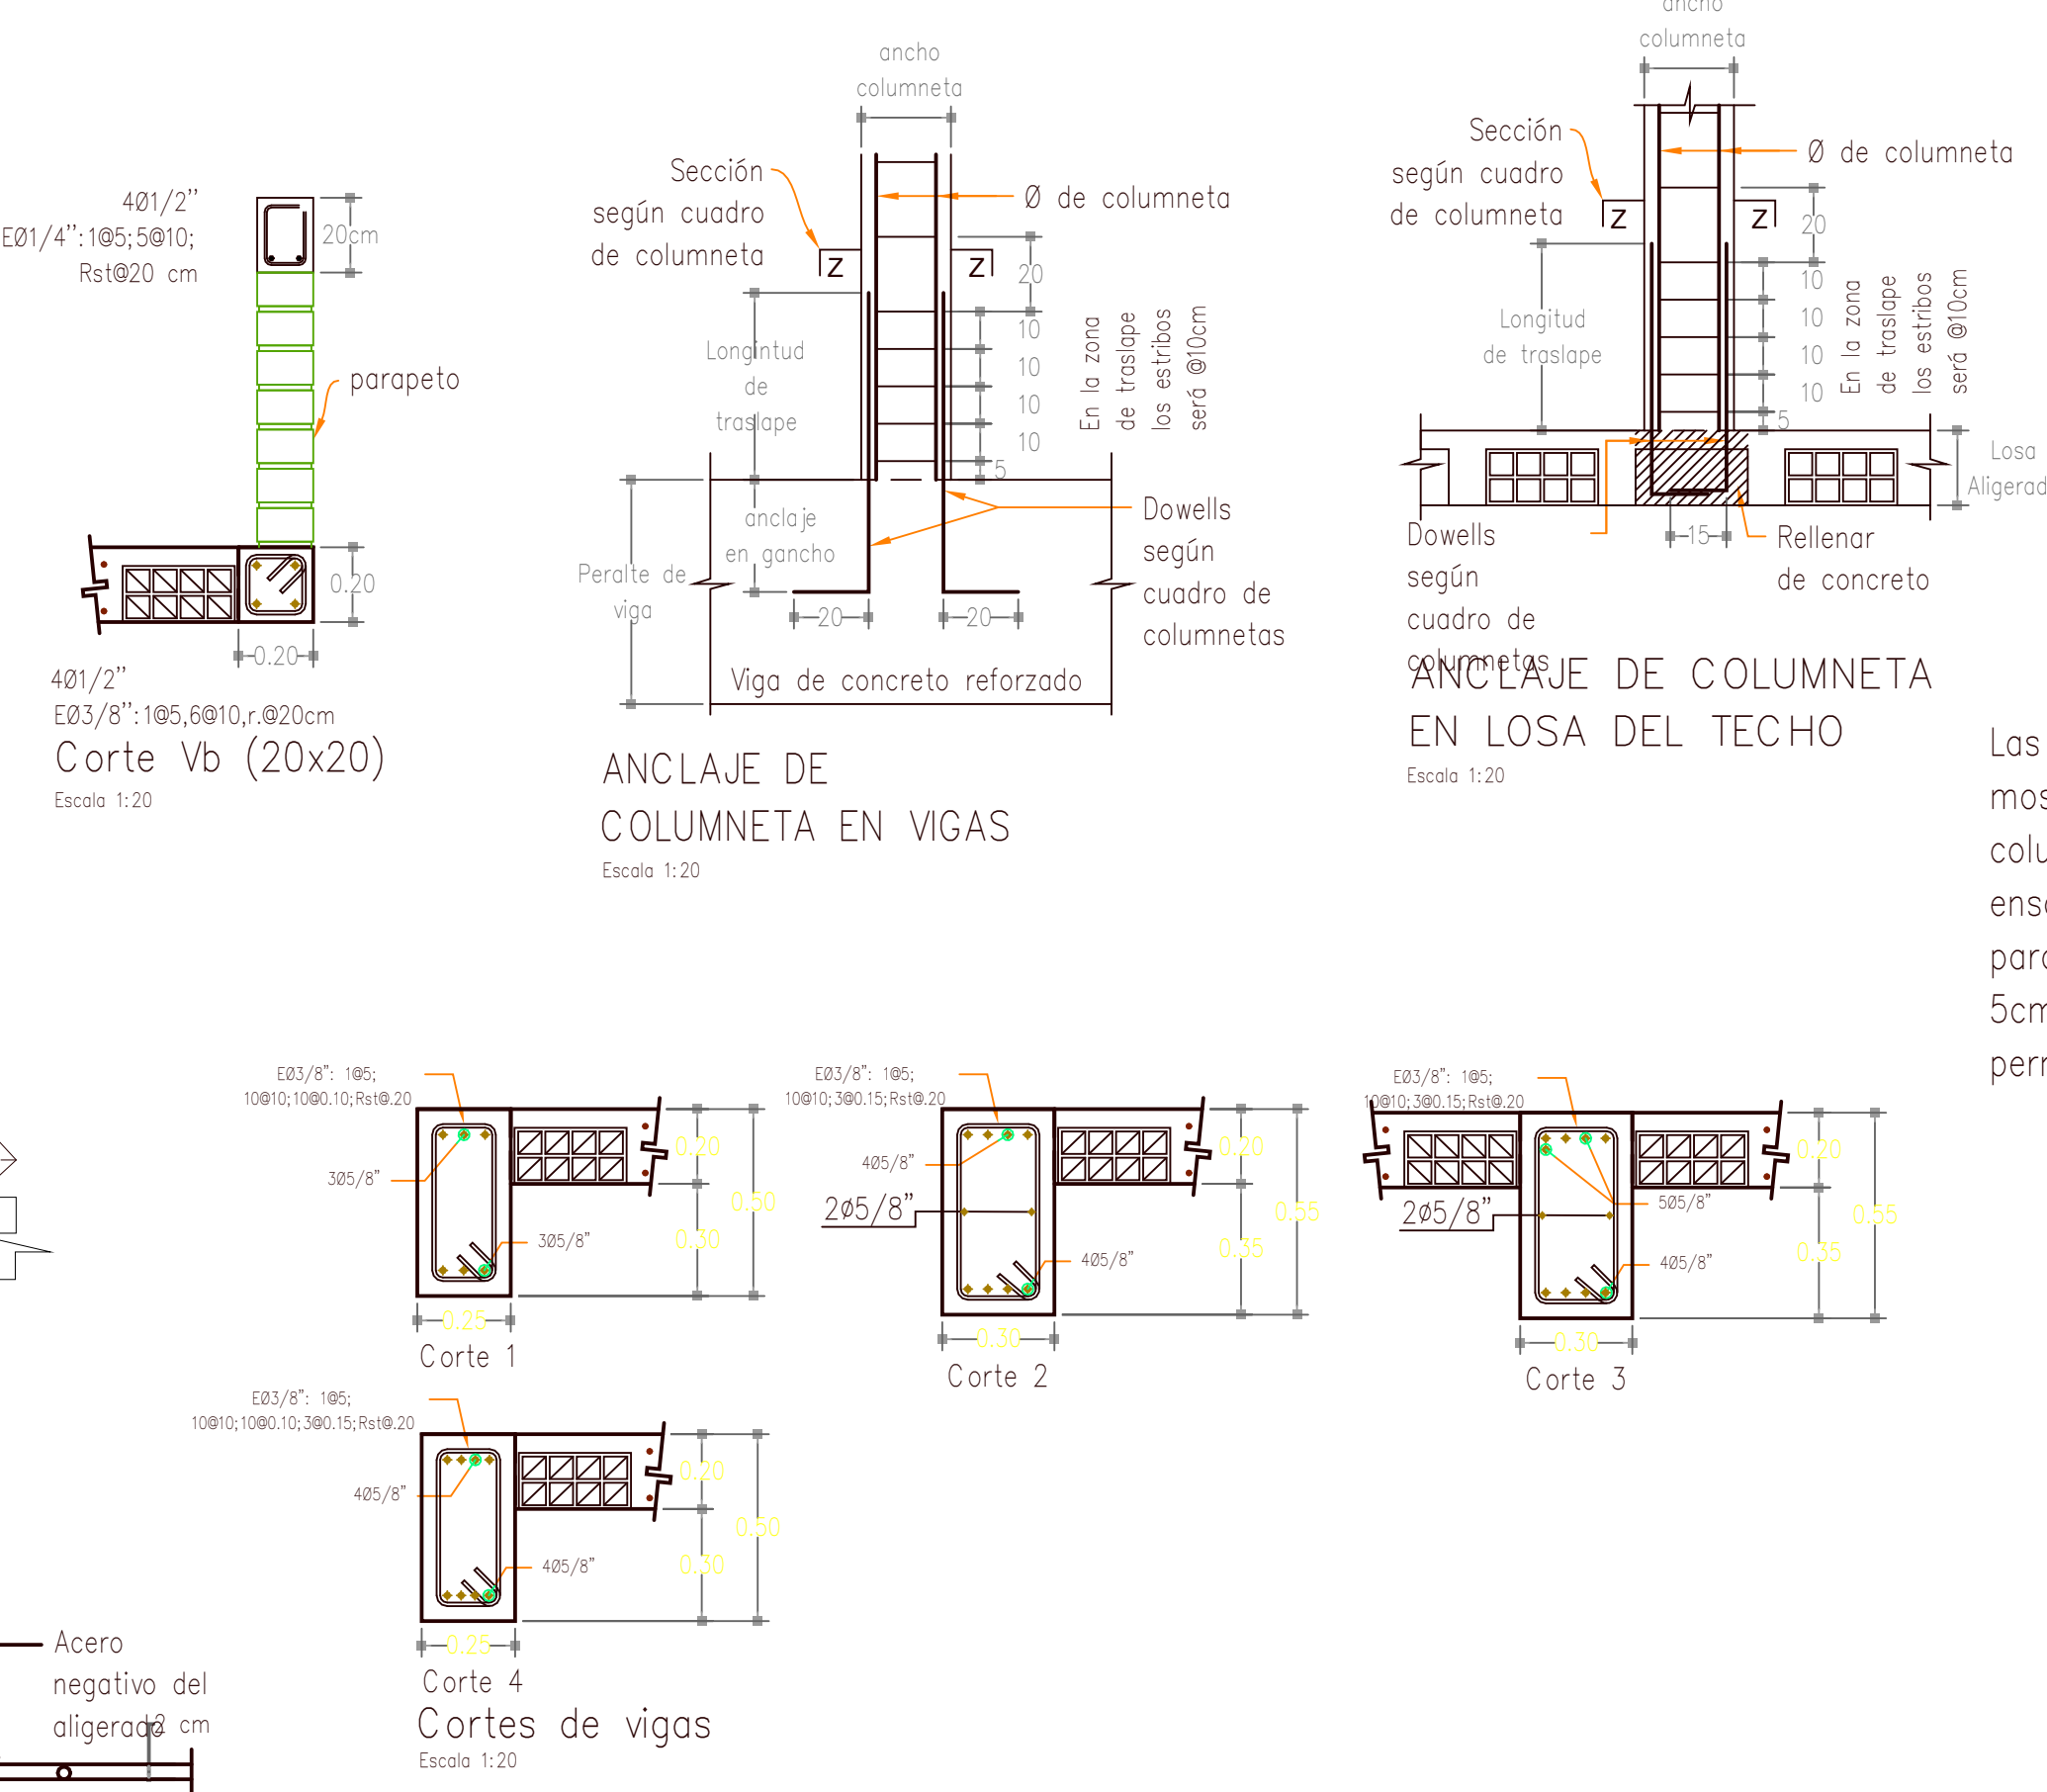 4Ø1/2"
EØ1/4":1@5;5@10;
Rst@20 cm
20cm
parapeto
0.20
0.20
4Ø1/2"
EØ3/8":1@5,6@10,r.@20cm
Corte Vb (20x20)
Escala 1:20
ancho
columneta
Sección
según cuadro
de columneta
Ø de columneta
Z
Z
20
10
10
10
10
5
En la zona
de traslape
los estribos
será @10cm
Longintud
de
traslape
anclaje
en gancho
Peralte de
viga
20
20
Dowells
según
cuadro de
columnetas
Viga de concreto reforzado
ANCLAJE DE
COLUMNETA EN VIGAS
Escala 1:20
ancho
columneta
Sección
según cuadro
de columneta
Ø de columneta
Z
Z
20
10
10
10
10
5
En la zona
de traslape
los estribos
será @10cm
Longitud
de traslape
Losa
Aligerad
Dowells
según
cuadro de
columnetas
15
Rellenar
de concreto
ANCLAJE DE COLUMNETA
EN LOSA DEL TECHO
Escala 1:20
Las
5cm
EØ3/8": 1@5;
10@10;10@0.10;Rst@.20
3Ø5/8"
3Ø5/8"
0.20
0.50
0.30
0.25
Corte 1
EØ3/8": 1@5;
10@10;3@0.15;Rst@.20
4Ø5/8"
2ø5/8"
4Ø5/8"
0.20
0.55
0.35
0.30
Corte 2
EØ3/8": 1@5;
10@10;3@0.15;Rst@.20
5Ø5/8"
2ø5/8"
4Ø5/8"
0.20
0.55
0.35
0.30
Corte 3
EØ3/8": 1@5;
10@10;10@0.10;3@0.15;Rst@.20
4Ø5/8"
4Ø5/8"
0.20
0.50
0.30
0.25
Corte 4
Cortes de vigas
Escala 1:20
Acero
negativo del
aligerado
2 cm